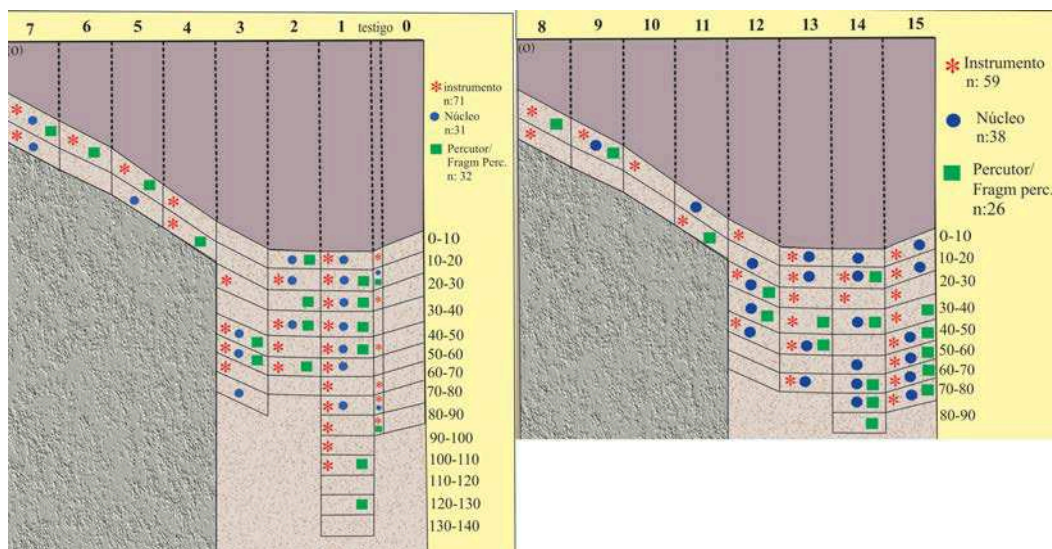 7 6 5 4 3 2 1 testigo 0
(0)
instrumento
n:71
Núcleo
n:31
Percutor/
Fragm Perc.
n: 32
0-10
10-20
20-30
30-40
40-50
50-60
60-70
70-80
80-90
90-100
100-110
110-120
120-130
130-140
8 9 10 11 12 13 14 15
(0)
Instrumento
n: 59
Núcleo
n:38
Percutor/
Fragm perc.
n:26
0-10
10-20
20-30
30-40
40-50
50-60
60-70
70-80
80-90